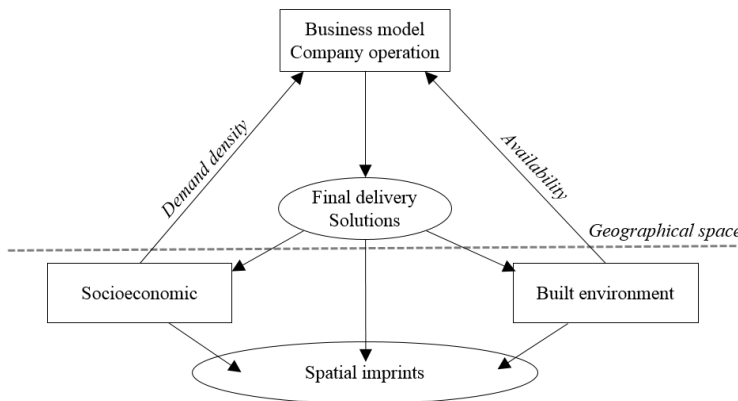 Business model
Company operation
Demand density
Availability
Final delivery
Solutions
Geographical space
Socioeconomic
Built environment
Spatial imprints